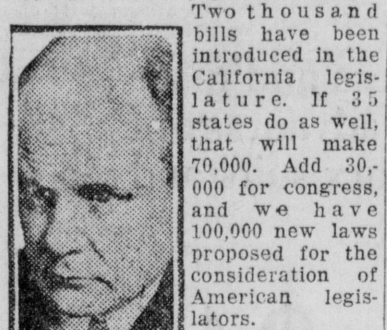 Two thousand
bills have been
introduced in the
California legis-
lature. If 35
states do as well,
that will make
70,000. Add 30,-
000 for congress,
and we have
100,000 new laws
proposed for the
consideration of
American legis-
lators.